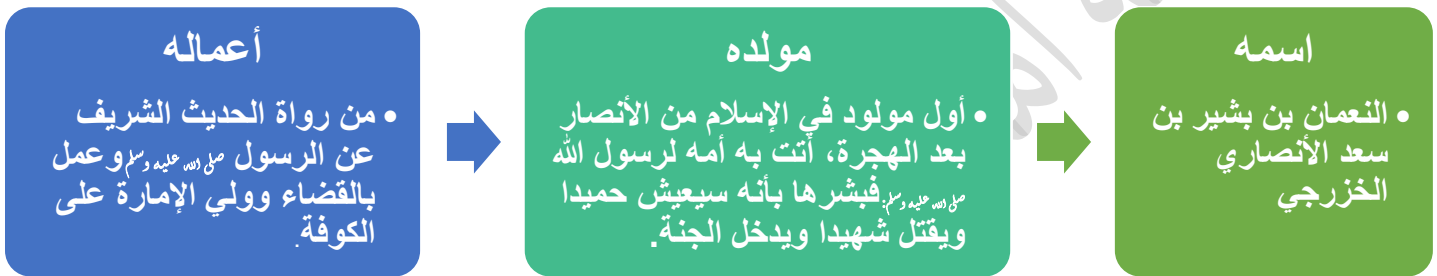 اسمه
• النعمان بن بشير بن
سعد الأنصاري
الخزرجي
مولده
• أول مولود في الإسلام من الأنصار
بعد الهجرة، أتت به أمه لرسول الله
صلى الله عليه وسلم: فبشرها بأنه سيعيش حميدا
ويقتل شهيدا ويدخل الجنة.
أعماله
• من رواة الحديث الشريف
عن الرسول صلى الله عليه وسلم وعمل
بالقضاء وولي الإمارة على
الكوفة.